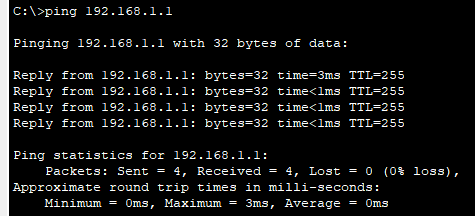 C:\>ping 192.168.1.1
Pinging 192.168.1.1 with 32 bytes of data:
Reply from 192.168.1.1: bytes=32 time=3ms TTL=255
Reply from 192.168.1.1: bytes=32 time<1ms TTL=255
Reply from 192.168.1.1: bytes=32 time<1ms TTL=255
Reply from 192.168.1.1: bytes=32 time<1ms TTL=255
Ping statistics for 192.168.1.1:
    Packets: Sent = 4, Received = 4, Lost = 0 (0% loss),
Approximate round trip times in milli-seconds:
    Minimum = 0ms, Maximum = 3ms, Average = 0ms